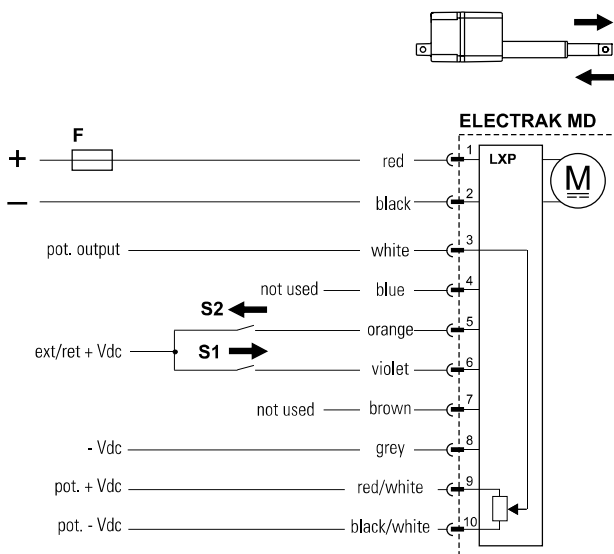 ELECTRAK MD
F
+ red 1 LXP
M
– black 2
pot. output white 3
not used blue 4
S2
orange 5
ext/ret + Vdc S1
violet 6
not used brown 7
- Vdc grey 8
pot. + Vdc red/white 9
pot. - Vdc black/white 10